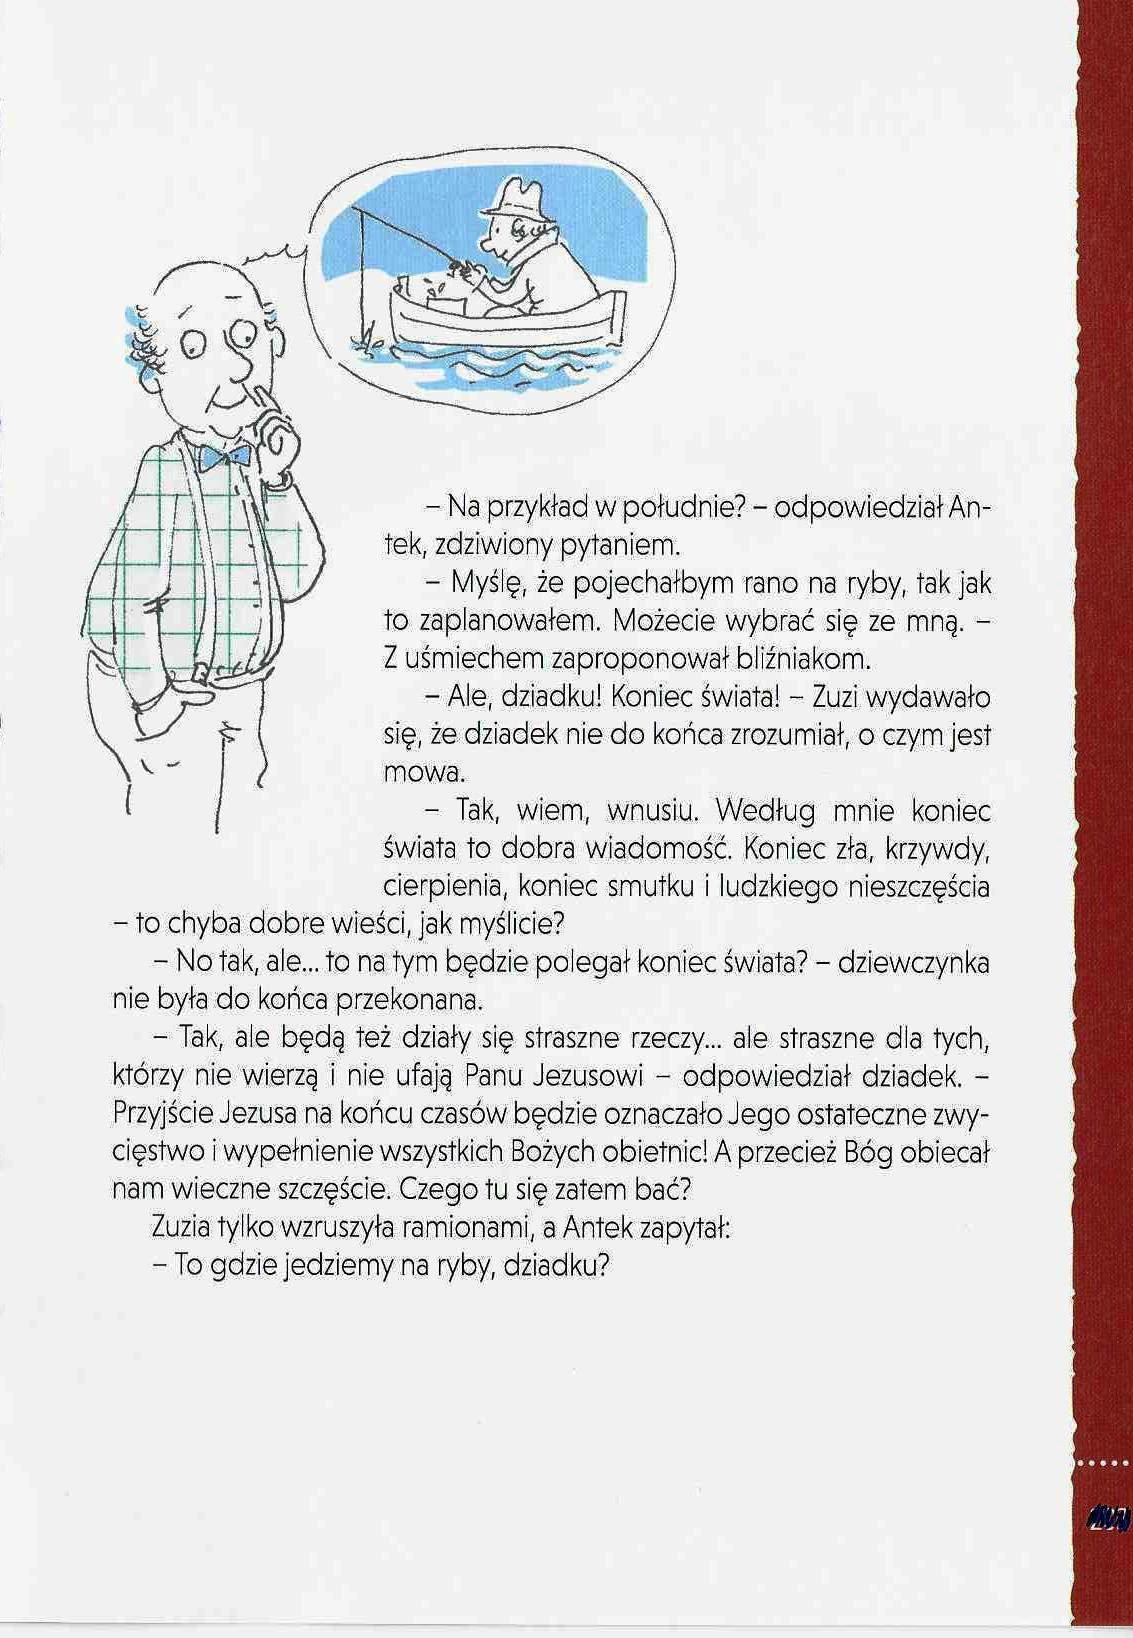 – Na przykład w południe? – odpowiedział An-
tek, zdziwiony pytaniem.
– Myślę, że pojechałbym rano na ryby, tak jak
to zaplanowałem. Możecie wybrać się ze mną. –
Z uśmiechem zaproponował bliźniakom.
– Ale, dziadku! Koniec świata! – Zuzi wydawało
się, że dziadek nie do końca zrozumiał, o czym jest
mowa.
– Tak, wiem, wnusiu. Według mnie koniec
świata to dobra wiadomość. Koniec zła, krzywdy,
cierpienia, koniec smutku i ludzkiego nieszczęścia
– to chyba dobre wieści, jak myślicie?
– No tak, ale... to na tym będzie polegał koniec świata? – dziewczynka
nie była do końca przekonana.
– Tak, ale będą też działy się straszne rzeczy... ale straszne dla tych,
którzy nie wierzą i nie ufają Panu Jezusowi – odpowiedział dziadek. –
Przyjście Jezusa na końcu czasów będzie oznaczało Jego ostateczne zwy-
cięstwo i wypełnienie wszystkich Bożych obietnic! A przecież Bóg obiecał
nam wieczne szczęście. Czego tu się zatem bać?
Zuzia tylko wzruszyła ramionami, a Antek zapytał:
– To gdzie jedziemy na ryby, dziadku?